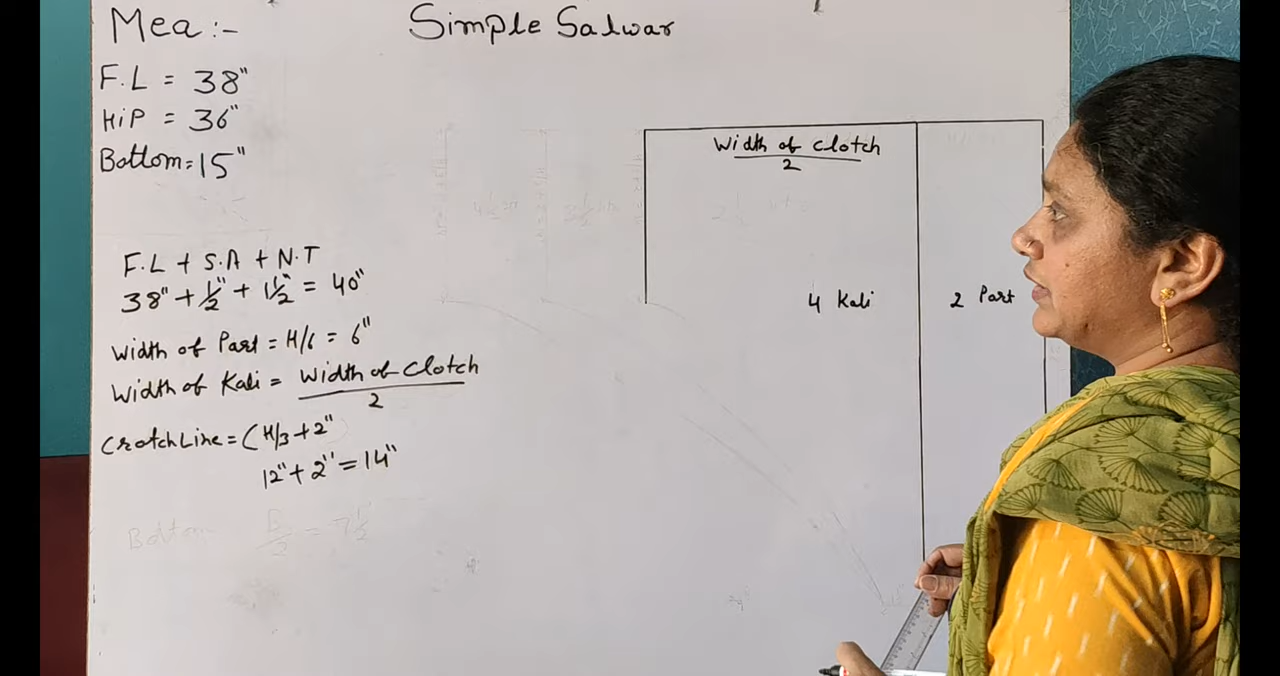 Simple Salwar
Mea :-
F.L = 38"
HiP = 36"
Bottom = 15"
F.L + S.A + N.T
38" + 1/2" + 1 1/2" = 40"
Width of Part = H/6 = 6"
Width of Kali = Width of Clotch / 2
CrotchLine = (H/3 + 2"
12" + 2" = 14"
Bottom B/2 = 7 1/2
Width of Clotch / 2
4 Kali
2 Part